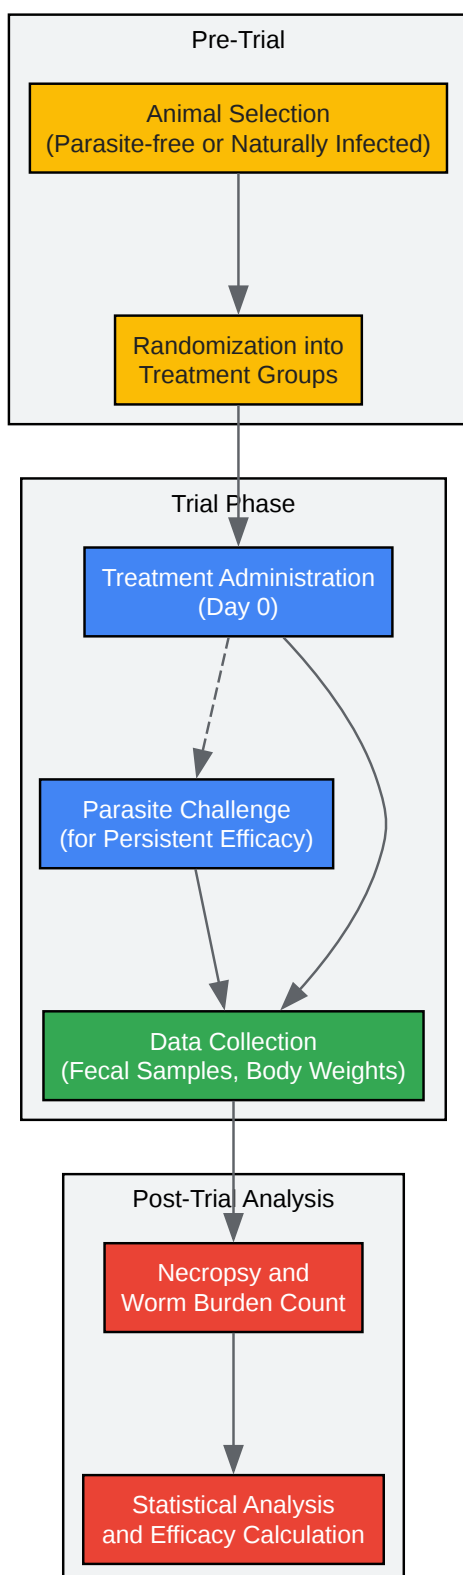 Pre-Trial
Animal Selection
(Parasite-free or Naturally Infected)
Randomization into
Treatment Groups
Trial Phase
Treatment Administration
(Day 0)
Parasite Challenge
(for Persistent Efficacy)
Data Collection
(Fecal Samples, Body Weights)
Post-Trial Analysis
Necropsy and
Worm Burden Count
Statistical Analysis
and Efficacy Calculation